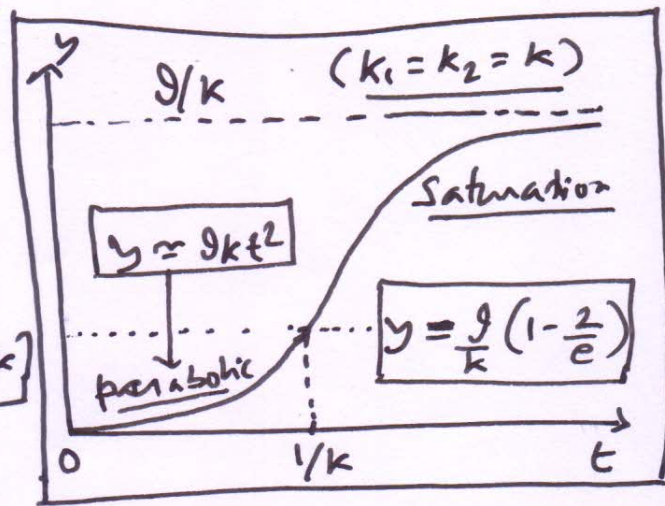 y
ϑ/k
(k₁ = k₂ = k)
Saturation
y ≃ ϑkt²
y = ϑ/k (1 - 2/e)
parabolic
0
1/k
t